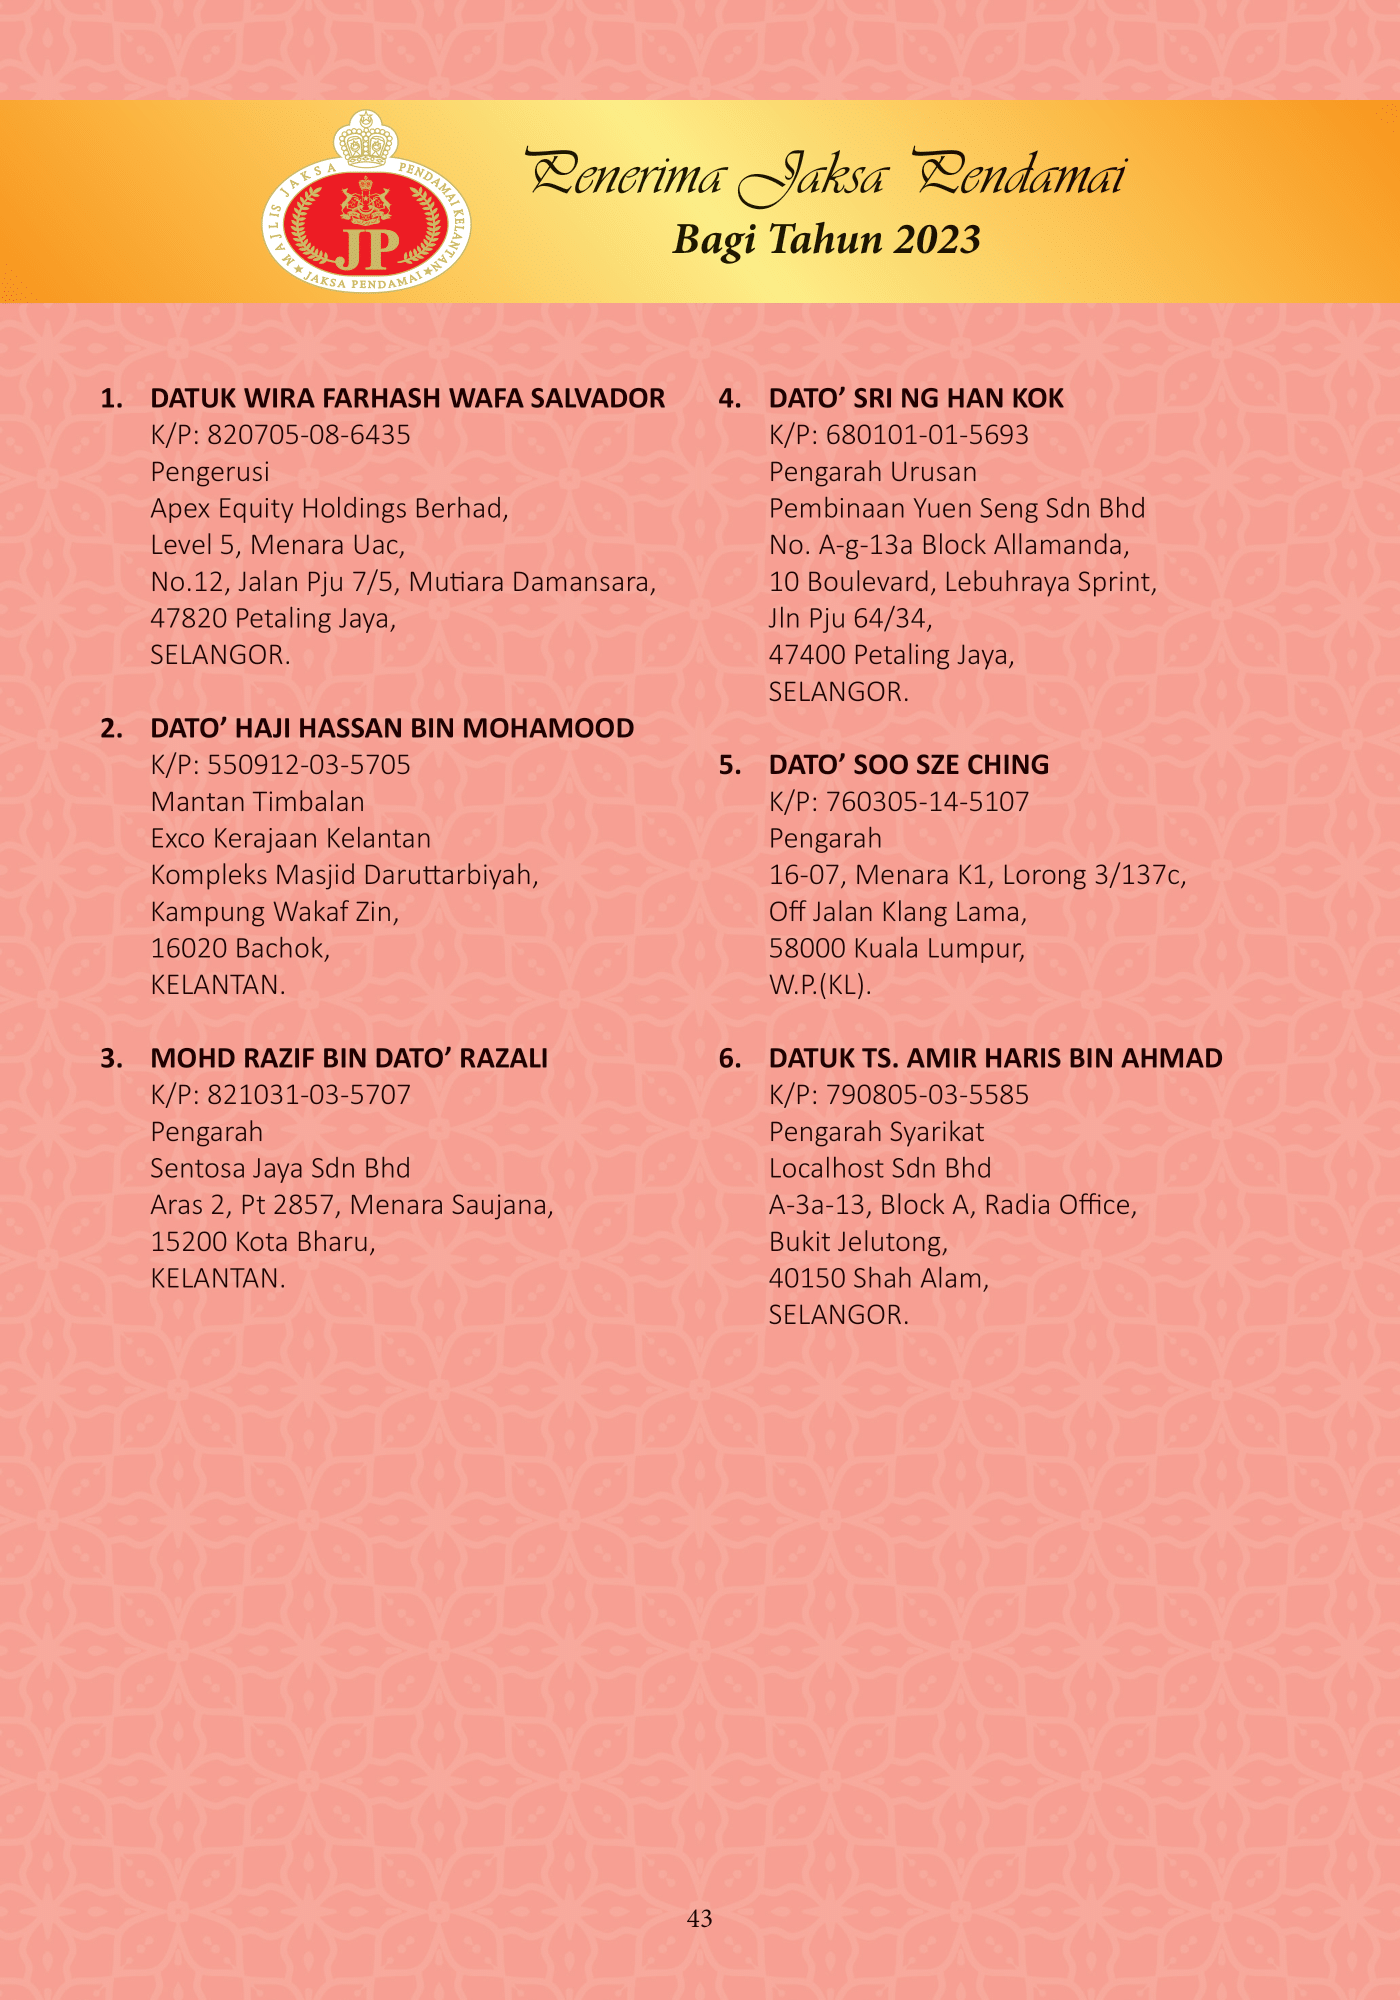 MAJLIS JAKSA PENDAMAI KELANTAN
JP
JAKSA PENDAMAI
Penerima Jaksa Pendamai
Bagi Tahun 2023
1. DATUK WIRA FARHASH WAFA SALVADOR
K/P: 820705-08-6435
Pengerusi
Apex Equity Holdings Berhad,
Level 5, Menara Uac,
No.12, Jalan Pju 7/5, Mutiara Damansara,
47820 Petaling Jaya,
SELANGOR.
2. DATO’ HAJI HASSAN BIN MOHAMOOD
K/P: 550912-03-5705
Mantan Timbalan
Exco Kerajaan Kelantan
Kompleks Masjid Daruttarbiyah,
Kampung Wakaf Zin,
16020 Bachok,
KELANTAN.
3. MOHD RAZIF BIN DATO’ RAZALI
K/P: 821031-03-5707
Pengarah
Sentosa Jaya Sdn Bhd
Aras 2, Pt 2857, Menara Saujana,
15200 Kota Bharu,
KELANTAN.
4. DATO’ SRI NG HAN KOK
K/P: 680101-01-5693
Pengarah Urusan
Pembinaan Yuen Seng Sdn Bhd
No. A-g-13a Block Allamanda,
10 Boulevard, Lebuhraya Sprint,
Jln Pju 64/34,
47400 Petaling Jaya,
SELANGOR.
5. DATO’ SOO SZE CHING
K/P: 760305-14-5107
Pengarah
16-07, Menara K1, Lorong 3/137c,
Off Jalan Klang Lama,
58000 Kuala Lumpur,
W.P.(KL).
6. DATUK TS. AMIR HARIS BIN AHMAD
K/P: 790805-03-5585
Pengarah Syarikat
Localhost Sdn Bhd
A-3a-13, Block A, Radia Office,
Bukit Jelutong,
40150 Shah Alam,
SELANGOR.
43